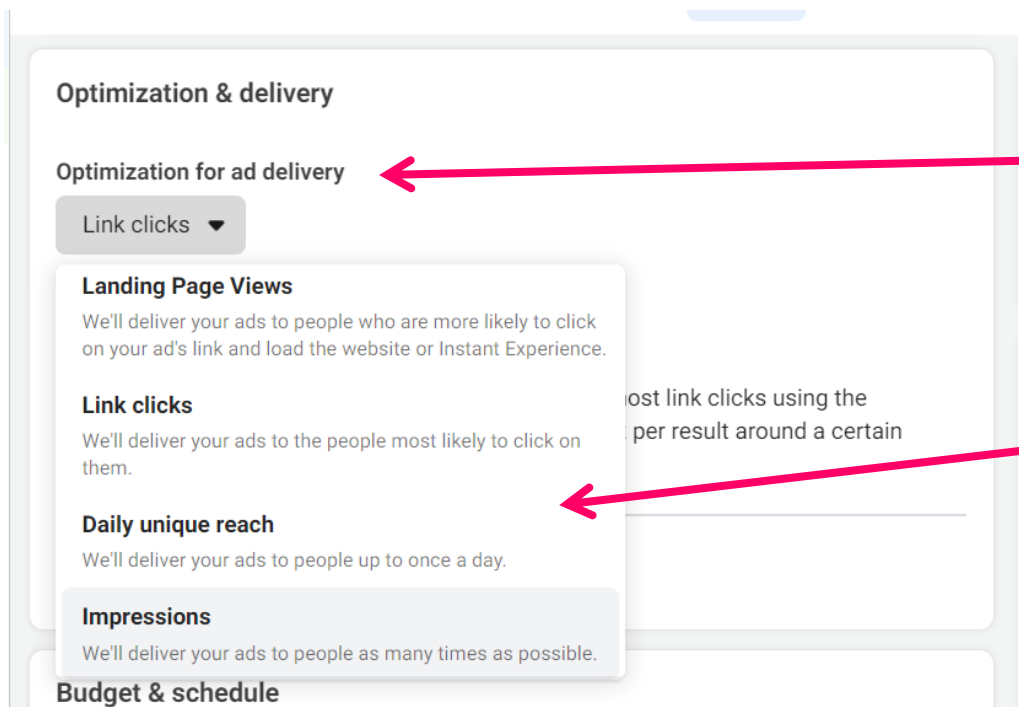 Optimization & delivery
Optimization for ad delivery
Link clicks
Landing Page Views
We'll deliver your ads to people who are more likely to click
on your ad's link and load the website or Instant Experience.
Link clicks
We'll deliver your ads to the people most likely to click on
them.
Daily unique reach
We'll deliver your ads to people up to once a day.
Impressions
We'll deliver your ads to people as many times as possible.
link clicks using the
per result around a certain
Budget & schedule